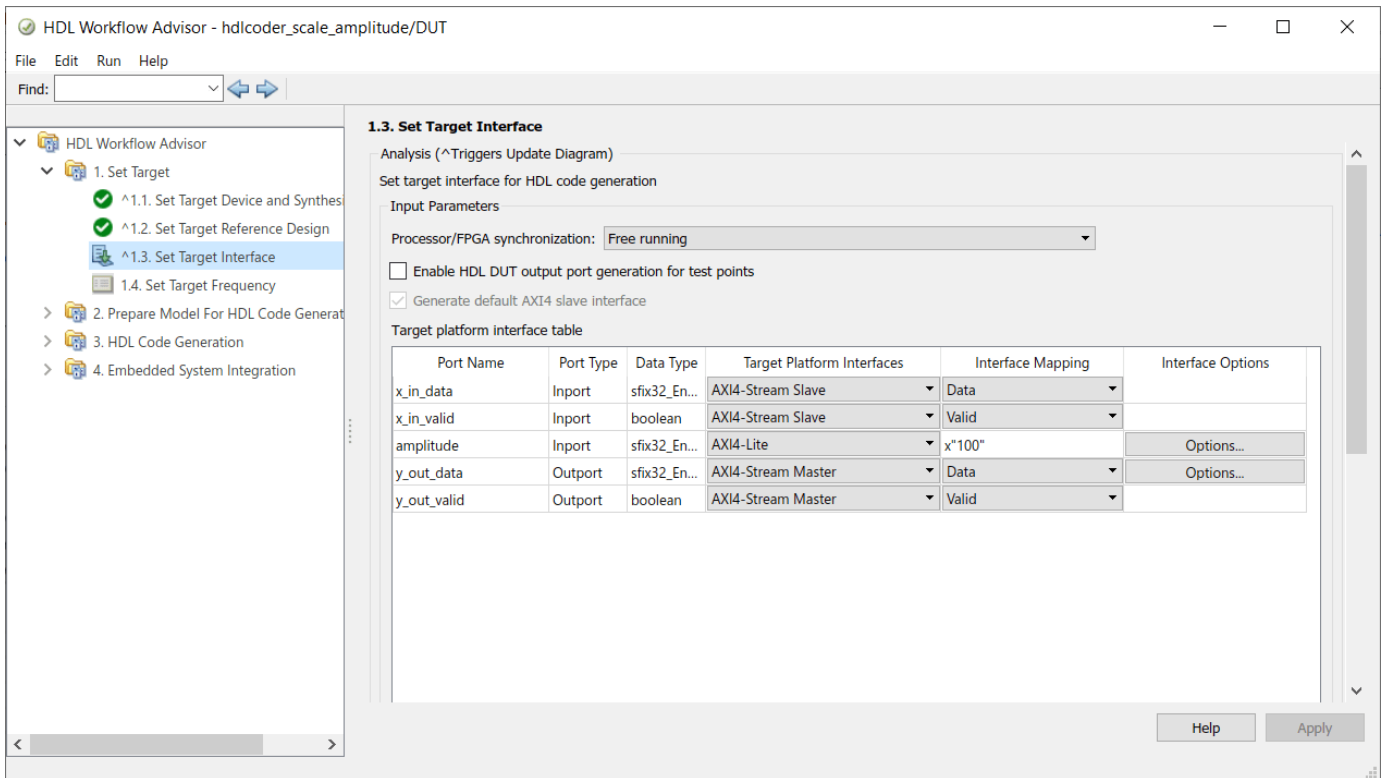 HDL Workflow Advisor - hdlcoder_scale_amplitude/DUT
File Edit Run Help
Find:
HDL Workflow Advisor
1. Set Target
^1.1. Set Target Device and Synthesi
^1.2. Set Target Reference Design
^1.3. Set Target Interface
1.4. Set Target Frequency
2. Prepare Model For HDL Code Generat
3. HDL Code Generation
4. Embedded System Integration
1.3. Set Target Interface
Analysis (^Triggers Update Diagram)
Set target interface for HDL code generation
Input Parameters
Processor/FPGA synchronization: Free running
Enable HDL DUT output port generation for test points
Generate default AXI4 slave interface
Target platform interface table
Port Name Port Type Data Type Target Platform Interfaces Interface Mapping Interface Options
x_in_data Inport sfix32_En... AXI4-Stream Slave Data
x_in_valid Inport boolean AXI4-Stream Slave Valid
amplitude Inport sfix32_En... AXI4-Lite x"100" Options...
y_out_data Outport sfix32_En... AXI4-Stream Master Data Options...
y_out_valid Outport boolean AXI4-Stream Master Valid
Help Apply